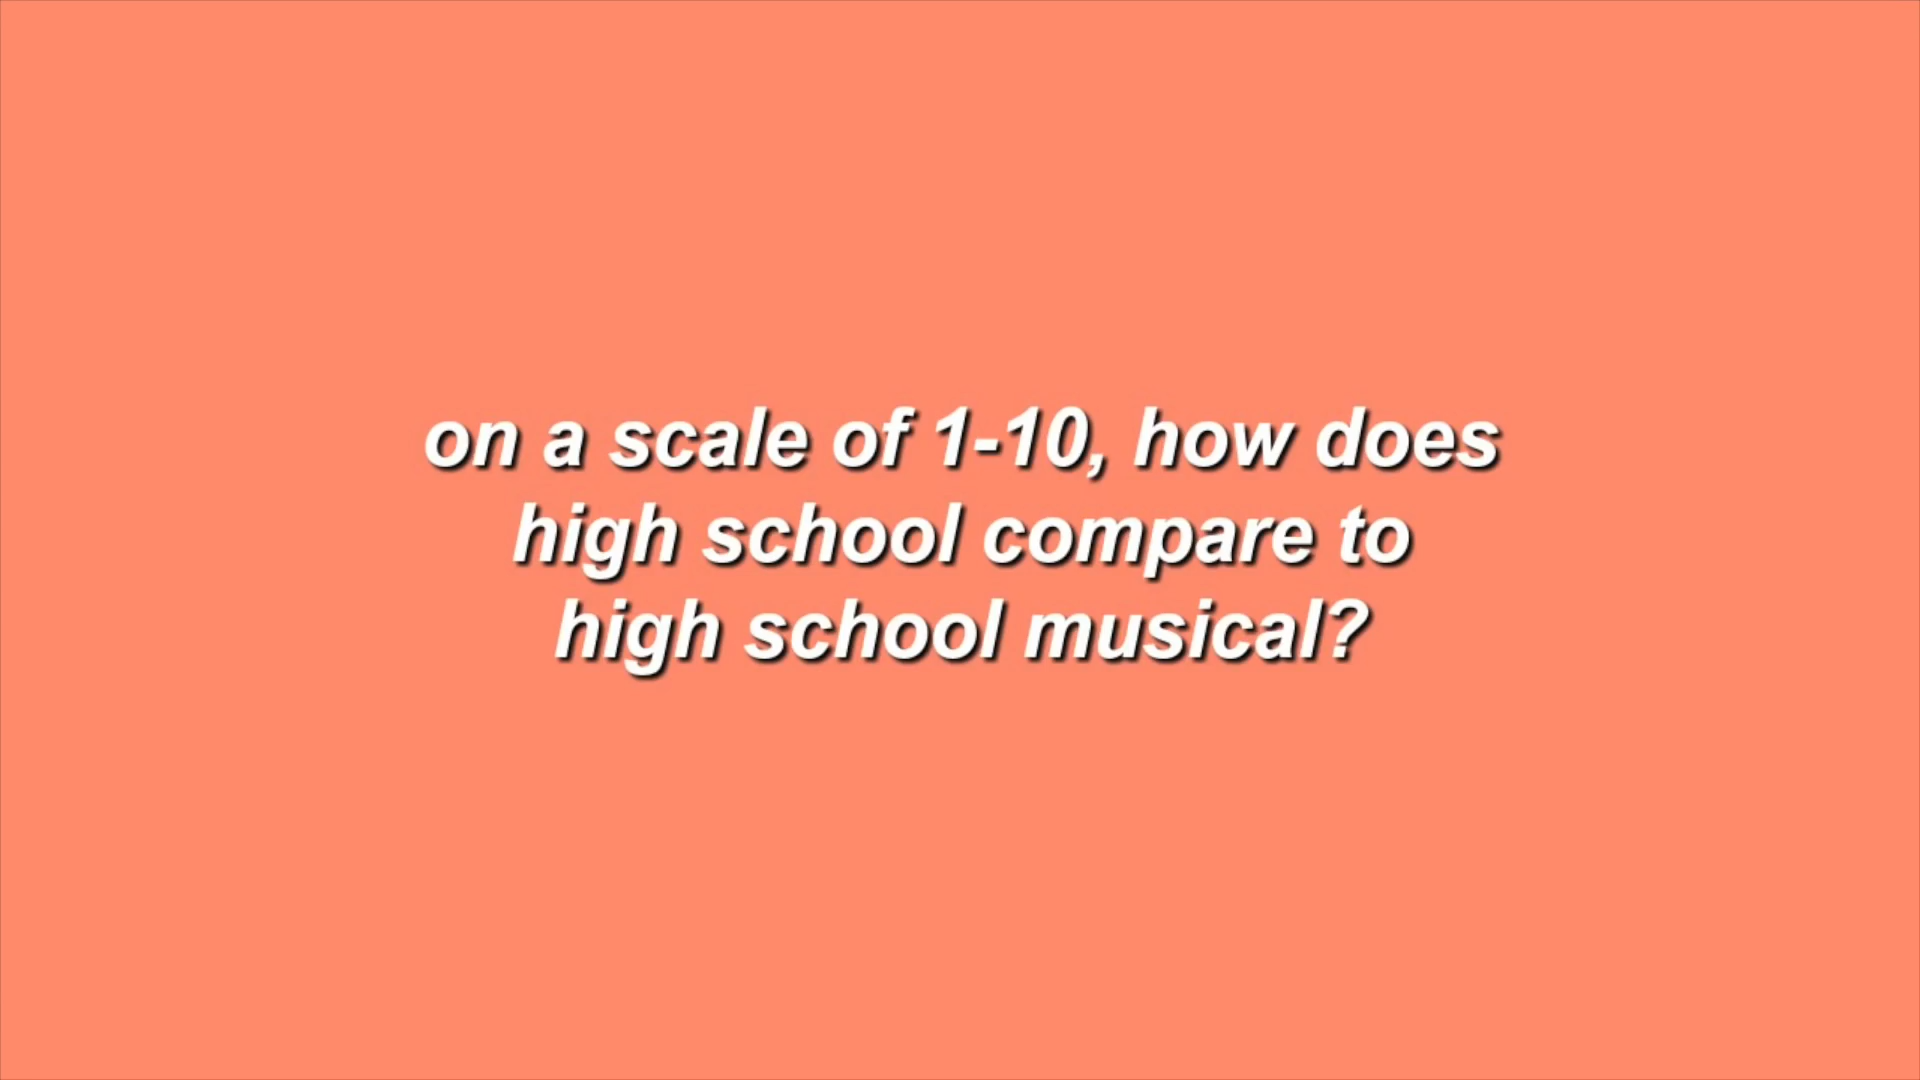 on a scale of 1-10, how does
high school compare to
high school musical?